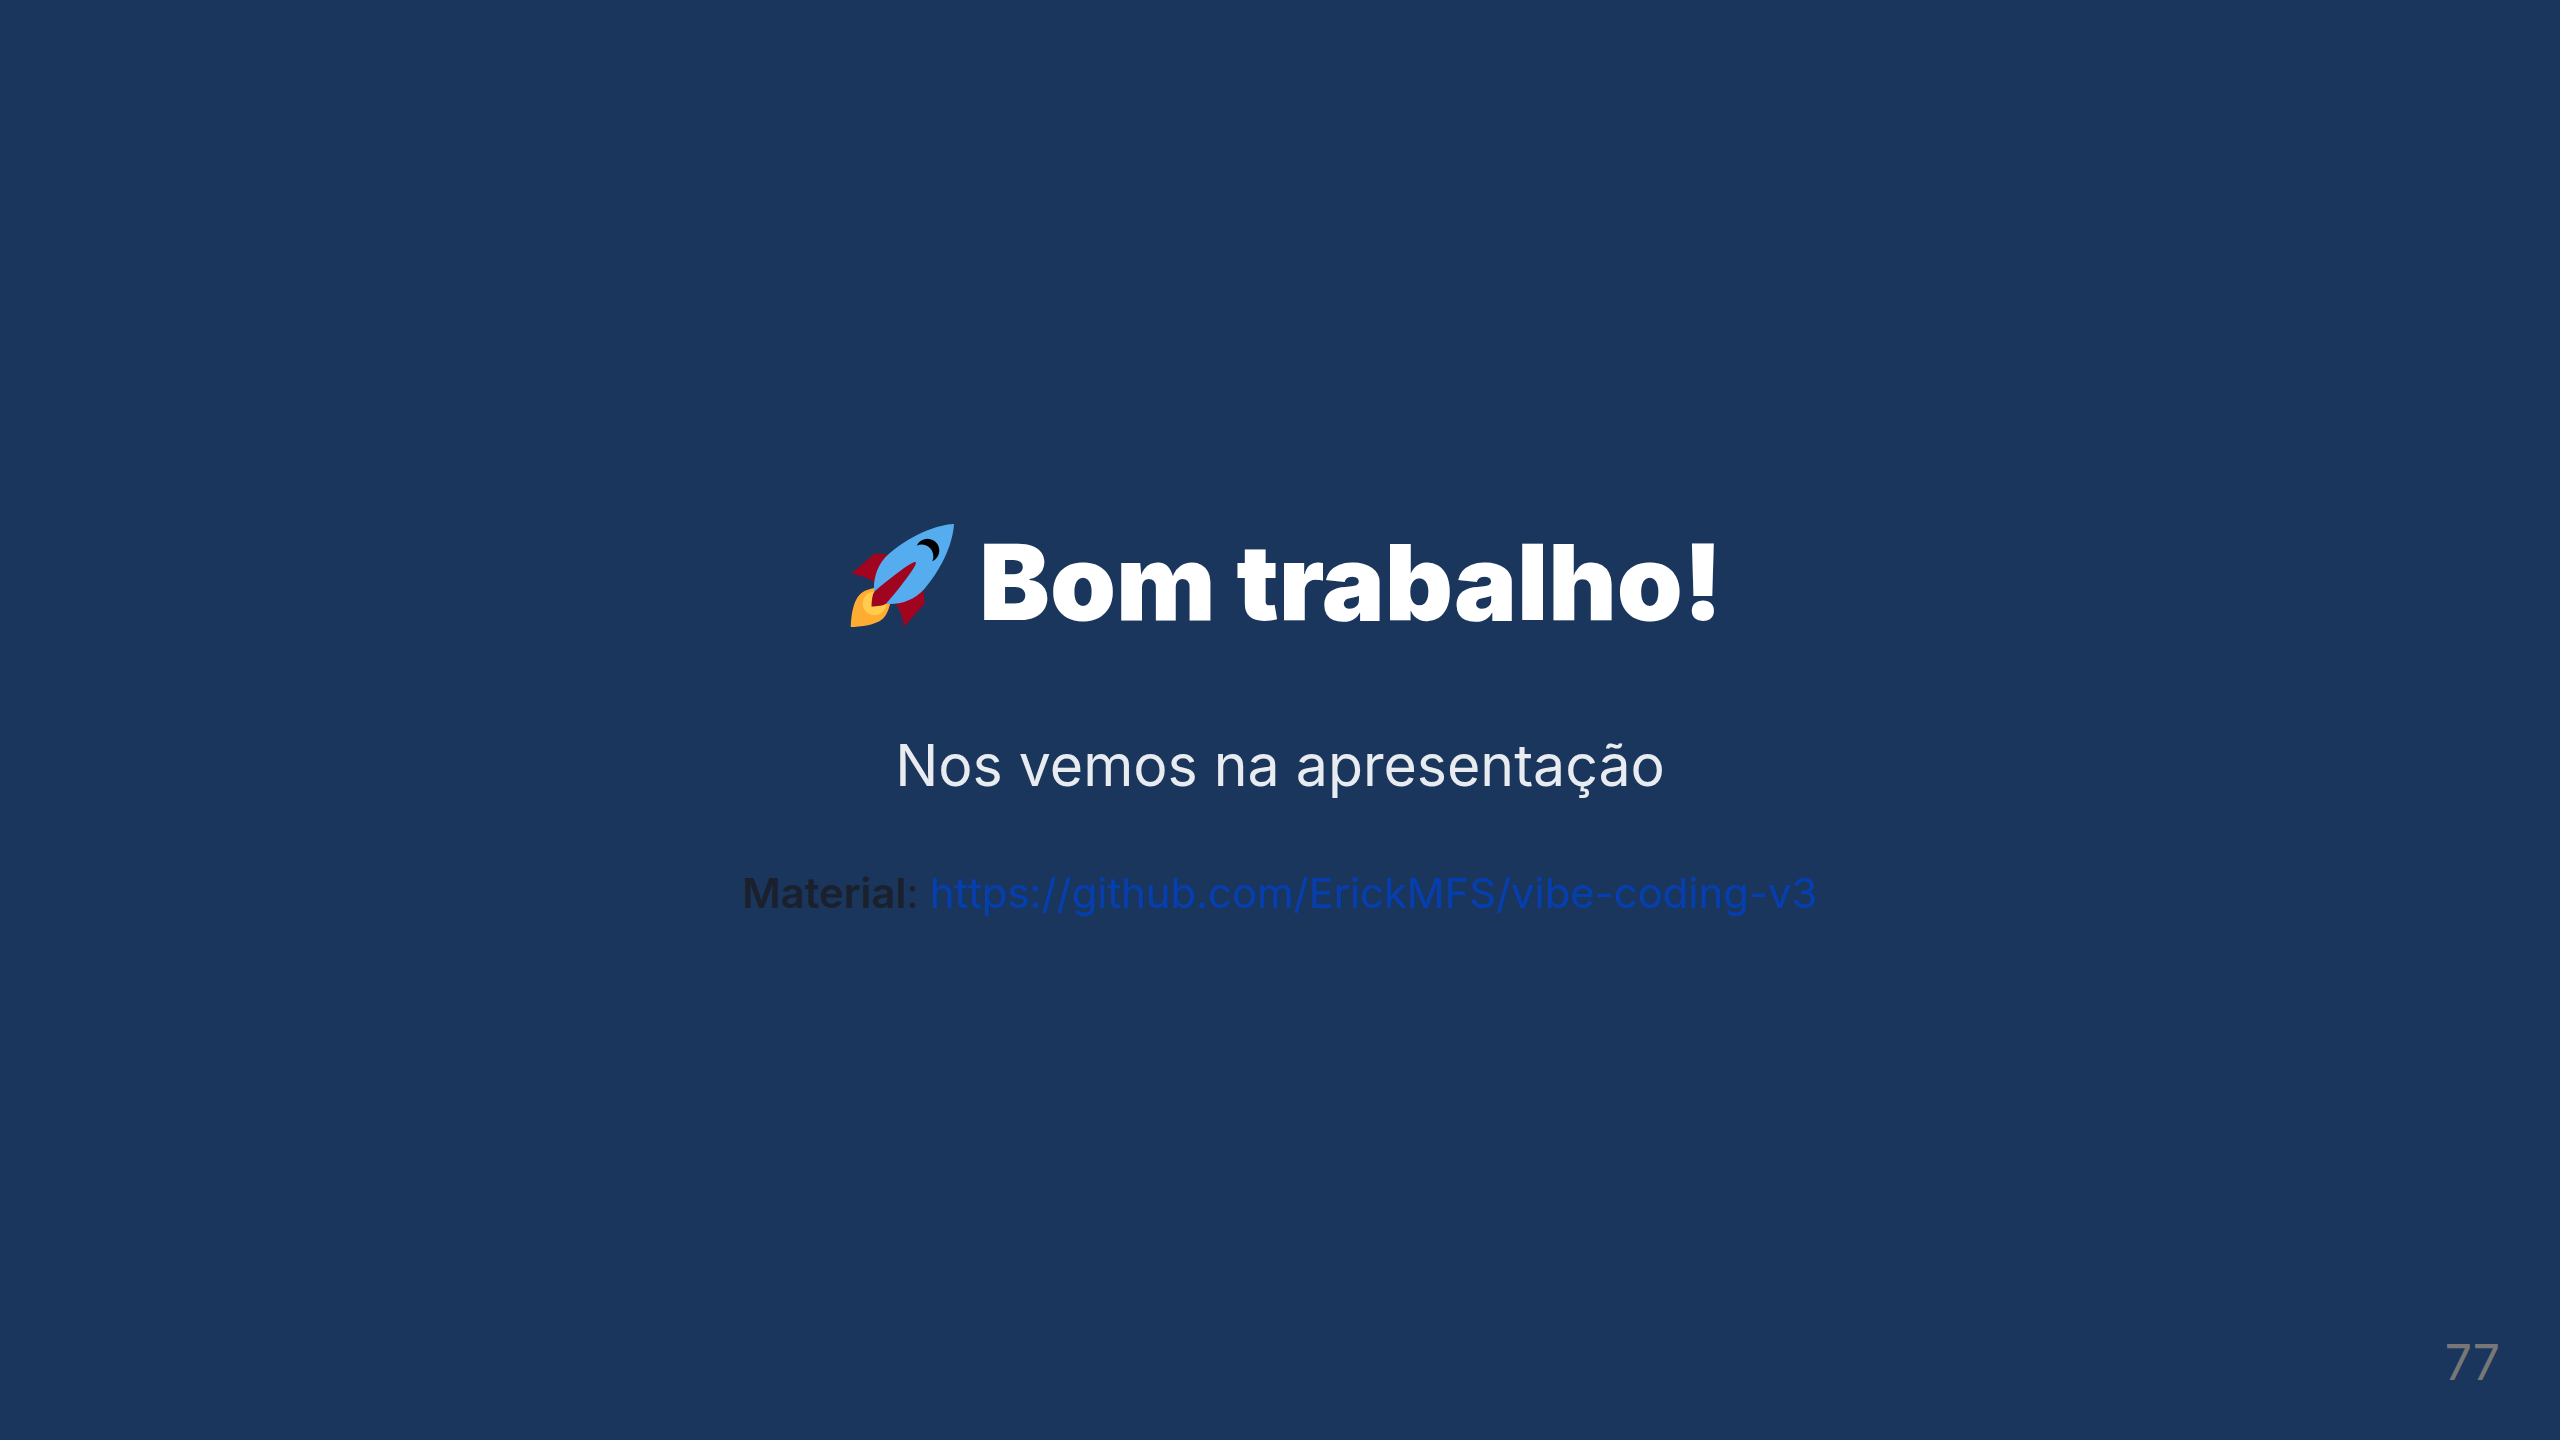 🚀 Bom trabalho!
Nos vemos na apresentação
Material: https://github.com/ErickMFS/vibe-coding-v3
77